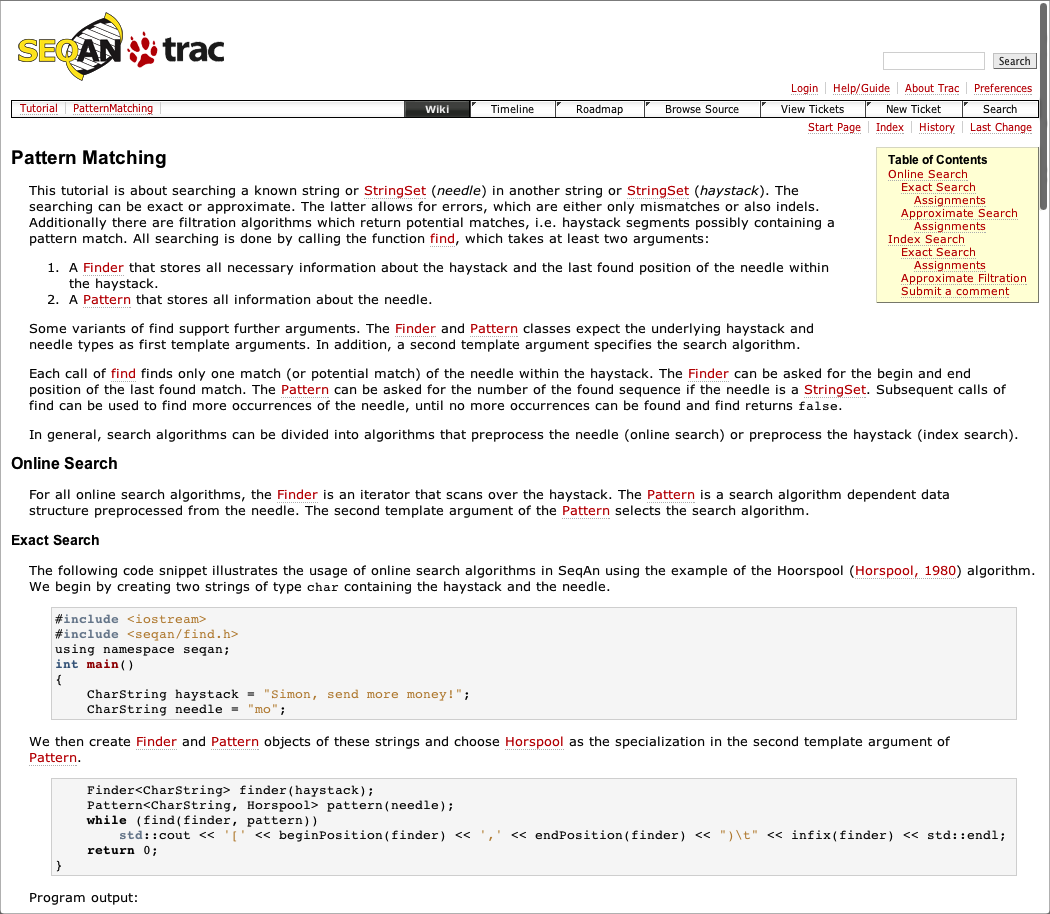 SEQAN trac
Search
Login Help/Guide About Trac Preferences
Tutorial PatternMatching Wiki Timeline Roadmap Browse Source View Tickets New Ticket Search
Start Page Index History Last Change
Pattern Matching
Table of Contents
Online Search
Exact Search
Assignments
Approximate Search
Assignments
Index Search
Exact Search
Assignments
Approximate Filtration
Submit a comment
This tutorial is about searching a known string or StringSet (needle) in another string or StringSet (haystack). The
searching can be exact or approximate. The latter allows for errors, which are either only mismatches or also indels.
Additionally there are filtration algorithms which return potential matches, i.e. haystack segments possibly containing a
pattern match. All searching is done by calling the function find, which takes at least two arguments:
1. A Finder that stores all necessary information about the haystack and the last found position of the needle within
the haystack.
2. A Pattern that stores all information about the needle.
Some variants of find support further arguments. The Finder and Pattern classes expect the underlying haystack and
needle types as first template arguments. In addition, a second template argument specifies the search algorithm.
Each call of find finds only one match (or potential match) of the needle within the haystack. The Finder can be asked for the begin and end
position of the last found match. The Pattern can be asked for the number of the found sequence if the needle is a StringSet. Subsequent calls of
find can be used to find more occurrences of the needle, until no more occurrences can be found and find returns false.
In general, search algorithms can be divided into algorithms that preprocess the needle (online search) or preprocess the haystack (index search).
Online Search
For all online search algorithms, the Finder is an iterator that scans over the haystack. The Pattern is a search algorithm dependent data
structure preprocessed from the needle. The second template argument of the Pattern selects the search algorithm.
Exact Search
The following code snippet illustrates the usage of online search algorithms in SeqAn using the example of the Hoorspool (Horspool, 1980) algorithm.
We begin by creating two strings of type char containing the haystack and the needle.
#include <iostream>
#include <seqan/find.h>
using namespace seqan;
int main()
{
CharString haystack = "Simon, send more money!";
CharString needle = "mo";
We then create Finder and Pattern objects of these strings and choose Horspool as the specialization in the second template argument of
Pattern.
Finder<CharString> finder(haystack);
Pattern<CharString, Horspool> pattern(needle);
while (find(finder, pattern))
std::cout << '[' << beginPosition(finder) << ',' << endPosition(finder) << ")\t" << infix(finder) << std::endl;
return 0;
}
Program output: